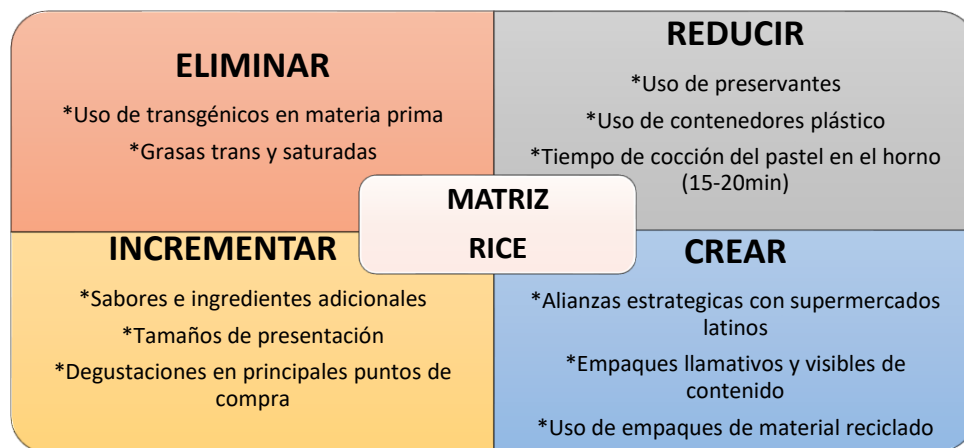 ELIMINAR
*Uso de transgénicos en materia prima
*Grasas trans y saturadas
REDUCIR
*Uso de preservantes
*Uso de contenedores plástico
*Tiempo de cocción del pastel en el horno
(15-20min)
MATRIZ
RICE
INCREMENTAR
*Sabores e ingredientes adicionales
*Tamaños de presentación
*Degustaciones en principales puntos de
compra
CREAR
*Alianzas estrategicas con supermercados
latinos
*Empaques llamativos y visibles de
contenido
*Uso de empaques de material reciclado